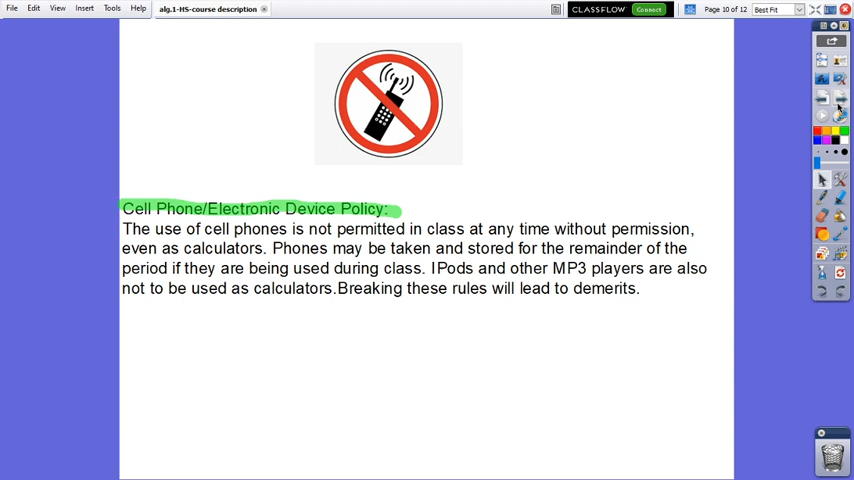 File Edit View Insert Tools Help alg.1-HS-course description CLASSFLOW Connect Page 10 of 12 Best Fit
Cell Phone/Electronic Device Policy:
The use of cell phones is not permitted in class at any time without permission,
even as calculators. Phones may be taken and stored for the remainder of the
period if they are being used during class. IPods and other MP3 players are also
not to be used as calculators.Breaking these rules will lead to demerits.